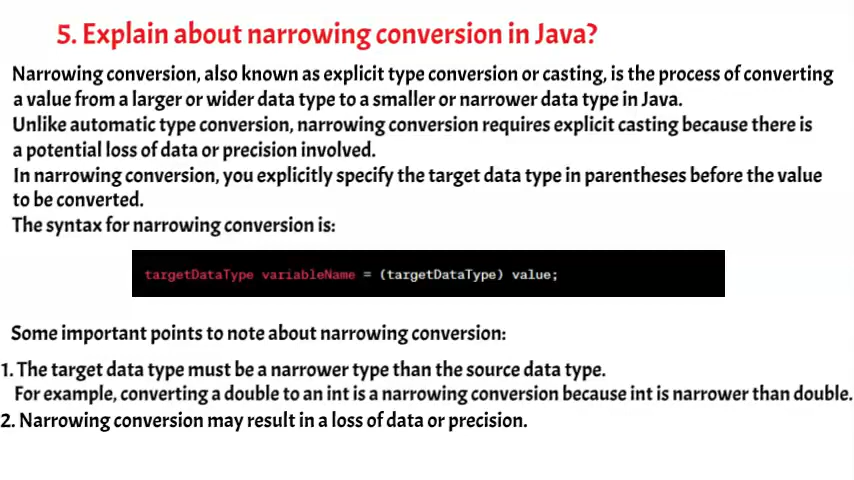 5. Explain about narrowing conversion in Java?
Narrowing conversion, also known as explicit type conversion or casting, is the process of converting
a value from a larger or wider data type to a smaller or narrower data type in Java.
Unlike automatic type conversion, narrowing conversion requires explicit casting because there is
a potential loss of data or precision involved.
In narrowing conversion, you explicitly specify the target data type in parentheses before the value
to be converted.
The syntax for narrowing conversion is:
targetDataType variableName = (targetDataType) value;
Some important points to note about narrowing conversion:
1. The target data type must be a narrower type than the source data type.
For example, converting a double to an int is a narrowing conversion because int is narrower than double.
2. Narrowing conversion may result in a loss of data or precision.